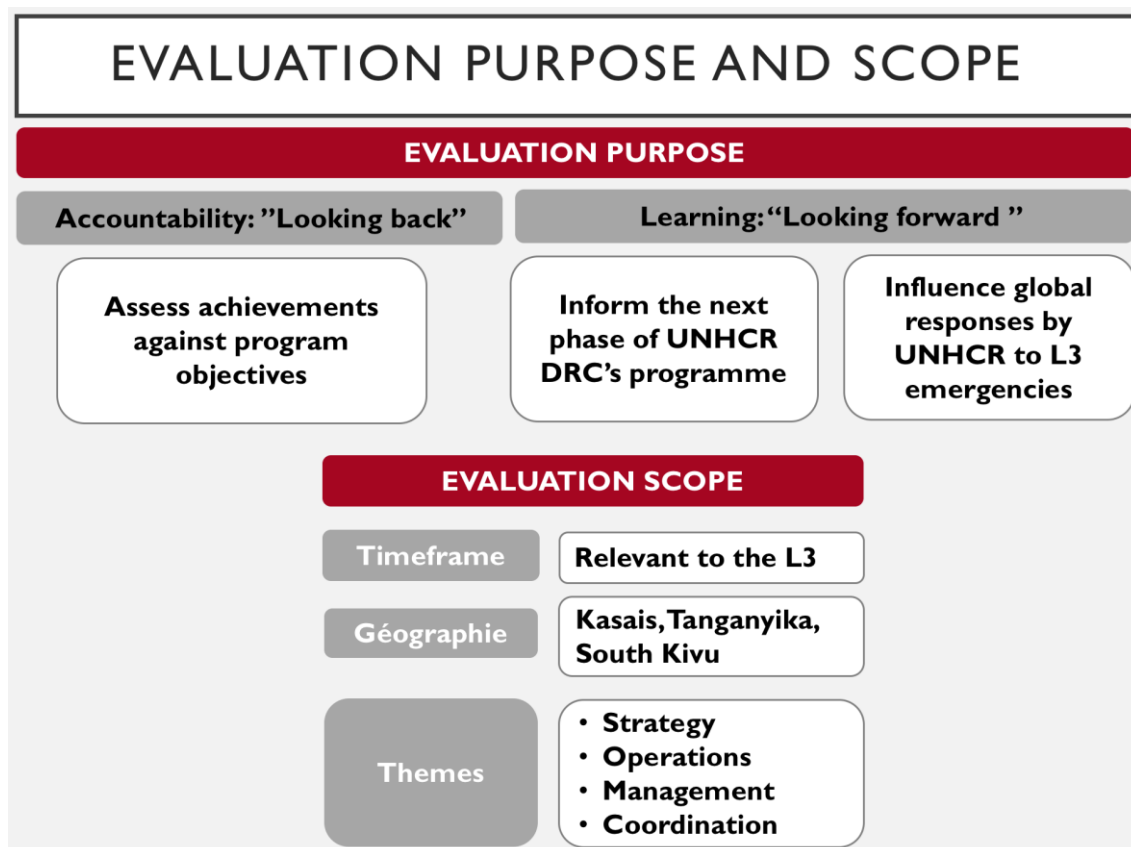 EVALUATION PURPOSE AND SCOPE
EVALUATION PURPOSE
Accountability: ”Looking back”
Learning: “Looking forward ”
Assess achievements
against program
objectives
Inform the next
phase of UNHCR
DRC’s programme
Influence global
responses by
UNHCR to L3
emergencies
EVALUATION SCOPE
Timeframe
Relevant to the L3
Géographie
Kasais, Tanganyika,
South Kivu
Themes
• Strategy
• Operations
• Management
• Coordination